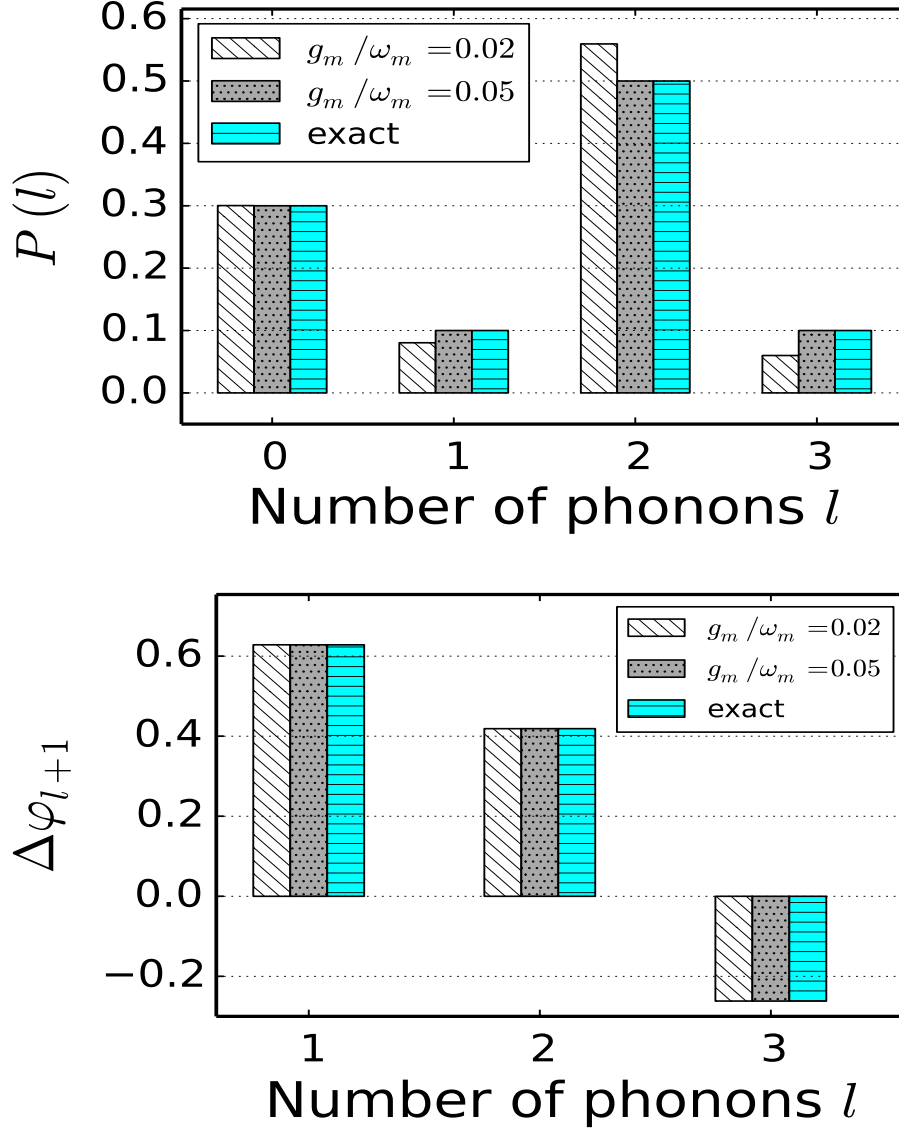 0.6
0.5
0.4
0.3
0.2
0.1
0.0
P(l)
g_m/ω_m=0.02
g_m/ω_m=0.05
exact
0 1 2 3
Number of phonons l
0.6
0.4
0.2
0.0
−0.2
Δφ_{l+1}
g_m/ω_m=0.02
g_m/ω_m=0.05
exact
1 2 3
Number of phonons l